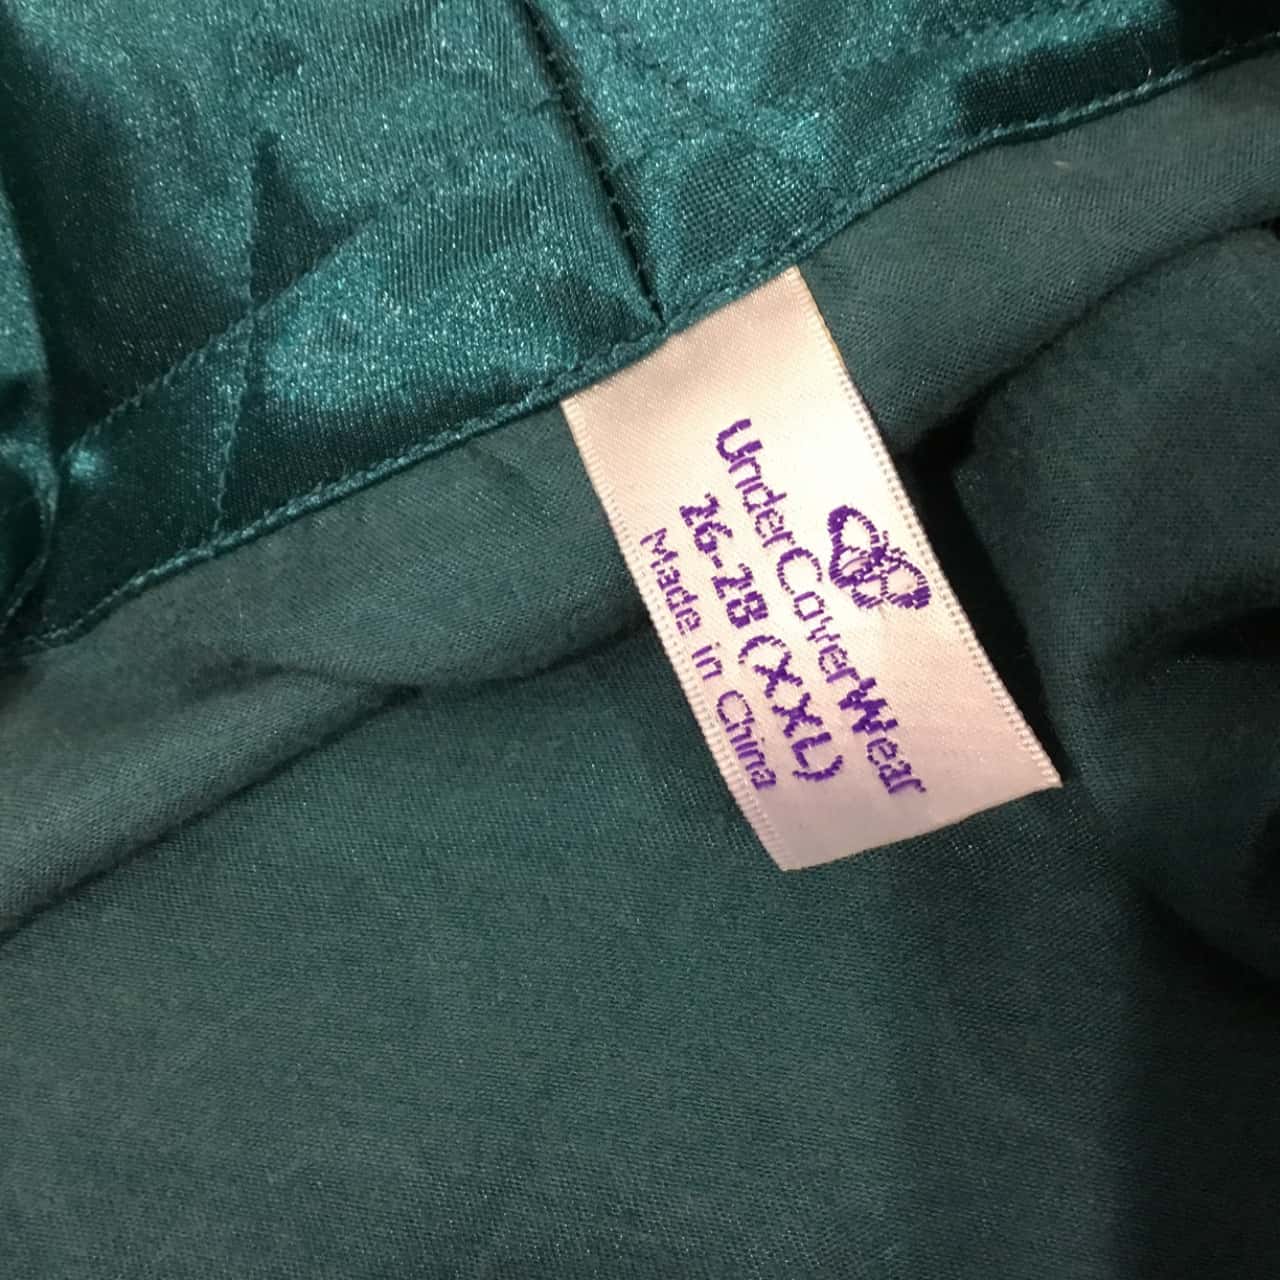 UnderCoverWear
26-28 (XXL)
Made in China